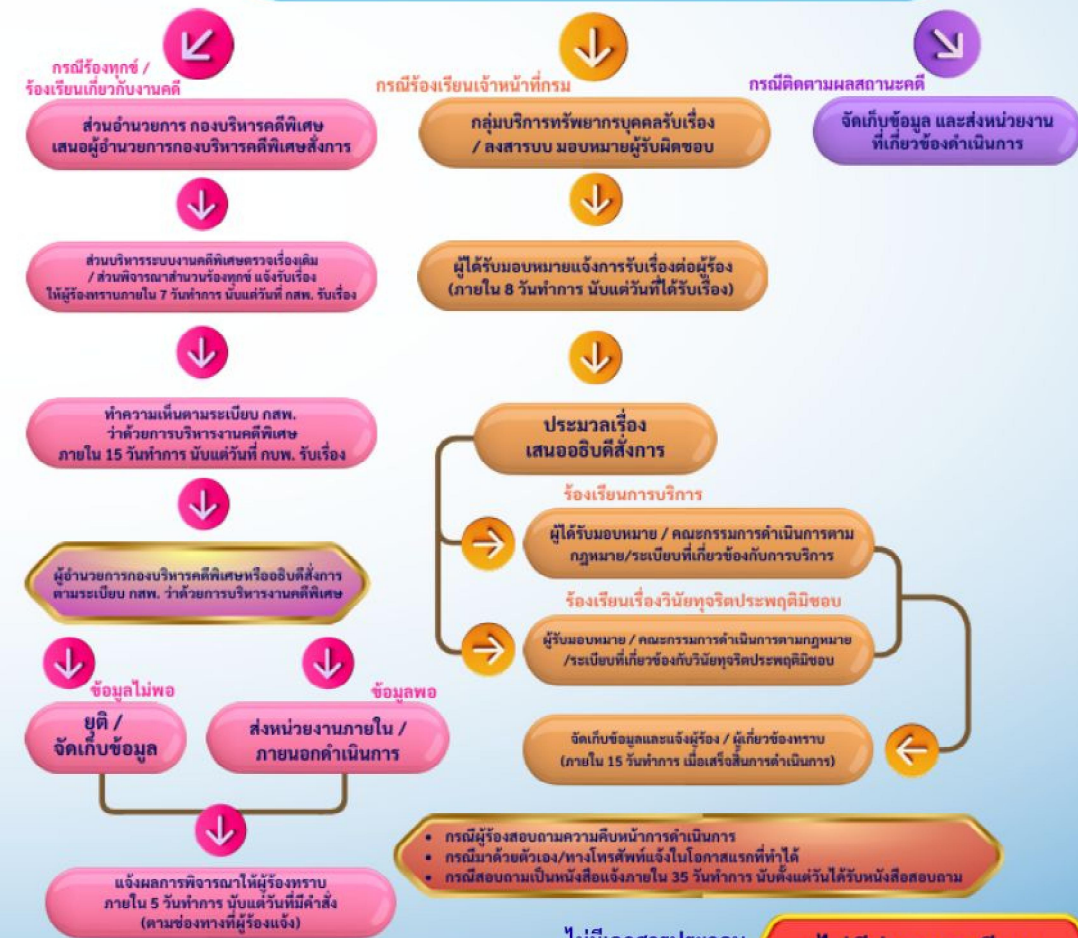 กรณีร้องทุกข์ /
ร้องเรียนเกี่ยวกับงานคดี
ส่วนอำนวยการ กองบริหารคดีพิเศษ
เสนอผู้อำนวยการกองบริหารคดีพิเศษสั่งการ
ส่วนบริหารระบบงานคดีพิเศษตรวจเรื่องเดิม
/ ส่วนพิจารณาสำนวนร้องทุกข์ แจ้งรับเรื่อง
ให้ผู้ร้องทราบภายใน 7 วันทำการ นับแต่วันที่ กสพ. รับเรื่อง
ทำความเห็นตามระเบียบ กสพ.
ว่าด้วยการบริหารงานคดีพิเศษ
ภายใน 15 วันทำการ นับแต่วันที่ กบพ. รับเรื่อง
ผู้อำนวยการกองบริหารคดีพิเศษหรืออธิบดีสั่งการ
ตามระเบียบ กสพ. ว่าด้วยการบริหารงานคดีพิเศษ
ข้อมูลไม่พอ
ยุติ /
จัดเก็บข้อมูล
ข้อมูลพอ
ส่งหน่วยงานภายใน /
ภายนอกดำเนินการ
แจ้งผลการพิจารณาให้ผู้ร้องทราบ
ภายใน 5 วันทำการ นับแต่วันที่มีคำสั่ง
(ตามช่องทางที่ผู้ร้องแจ้ง)
กรณีร้องเรียนเจ้าหน้าที่กรม
กลุ่มบริการทรัพยากรบุคคลรับเรื่อง
/ ลงสารบบ มอบหมายผู้รับผิดชอบ
ผู้ได้รับมอบหมายแจ้งการรับเรื่องต่อผู้ร้อง
(ภายใน 8 วันทำการ นับแต่วันที่ได้รับเรื่อง)
ประมวลเรื่อง
เสนออธิบดีสั่งการ
ร้องเรียนการบริการ
ผู้ได้รับมอบหมาย / คณะกรรมการดำเนินการตาม
กฎหมาย/ระเบียบที่เกี่ยวข้องกับการบริการ
ร้องเรียนเรื่องวินัยทุจริตประพฤติมิชอบ
ผู้รับมอบหมาย / คณะกรรมการดำเนินการตามกฎหมาย
/ระเบียบที่เกี่ยวข้องกับวินัยทุจริตประพฤติมิชอบ
จัดเก็บข้อมูลและแจ้งผู้ร้อง / ผู้เกี่ยวข้องทราบ
(ภายใน 15 วันทำการ เมื่อเสร็จสิ้นการดำเนินการ)
กรณีติดตามผลสถานะคดี
จัดเก็บข้อมูล และส่งหน่วยงาน
ที่เกี่ยวข้องดำเนินการ
• กรณีผู้ร้องสอบถามความคืบหน้าการดำเนินการ
• กรณีมาด้วยตัวเอง/ทางโทรศัพท์แจ้งในโอกาสแรกที่ทำได้
• กรณีสอบถามเป็นหนังสือแจ้งภายใน 35 วันทำการ นับตั้งแต่วันได้รับหนังสือสอบถาม